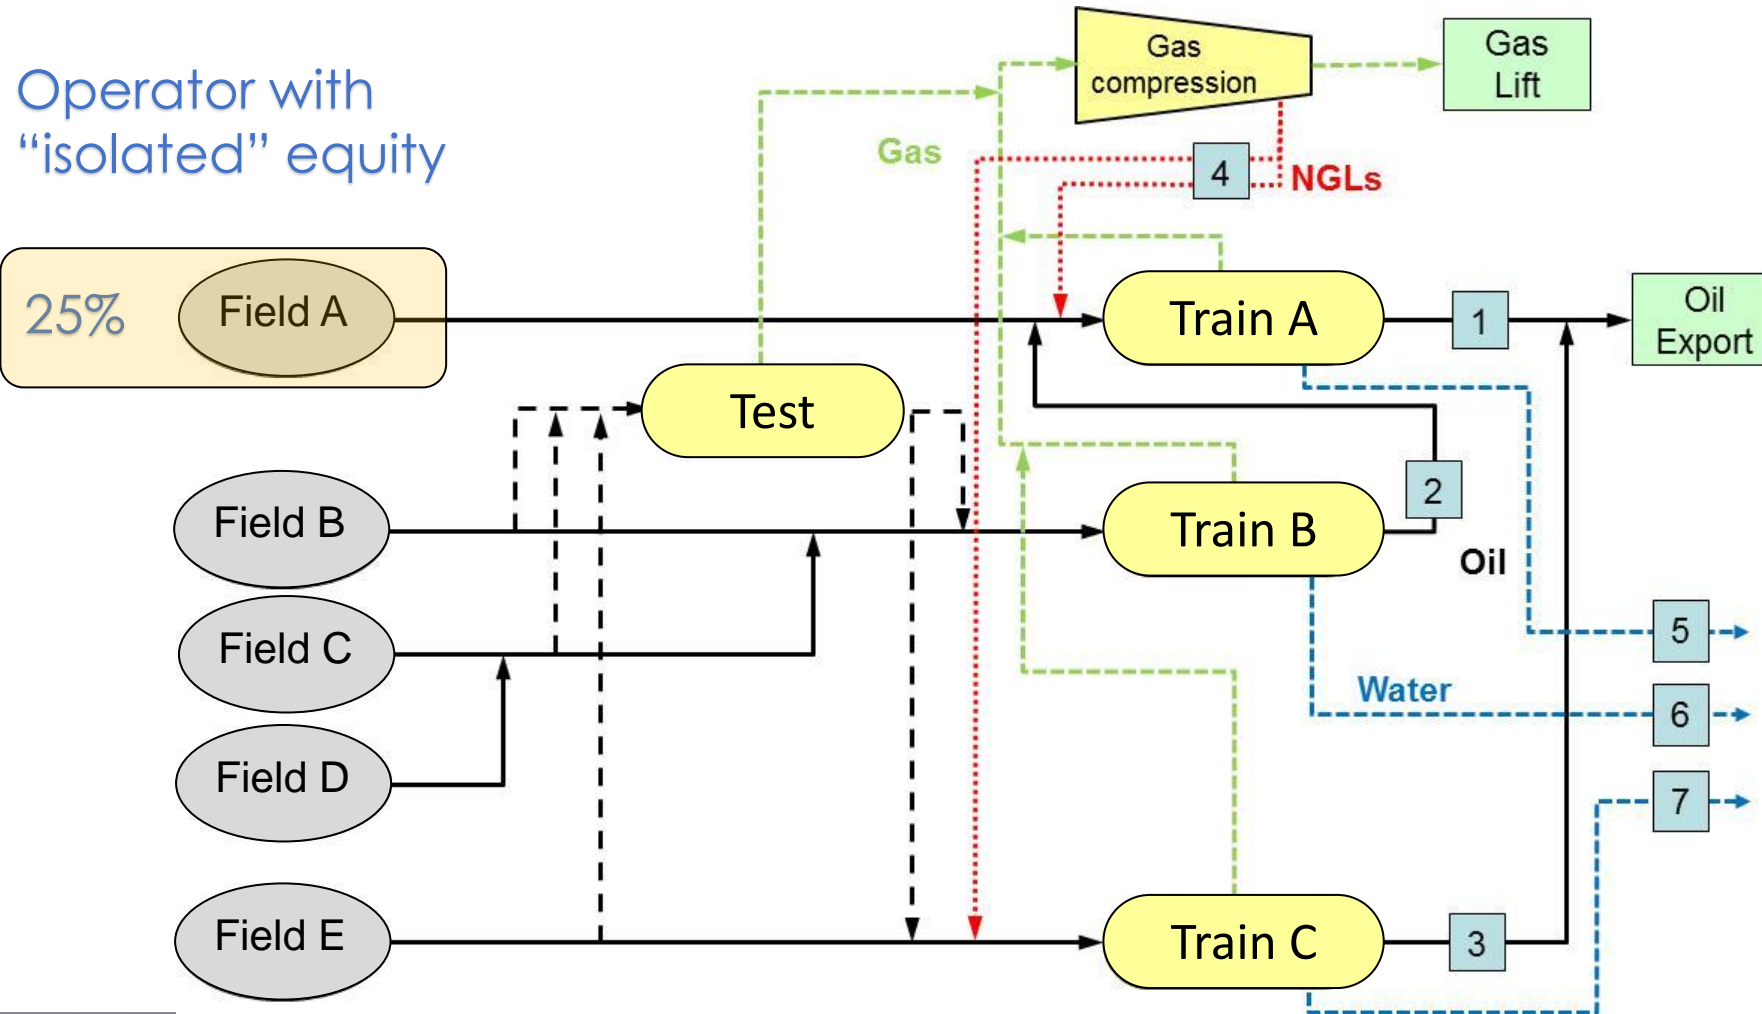 Operator with
“isolated” equity
Gas
compression
Gas
Lift
Gas
4
NGLs
25%
Field A
Train A
1
Oil
Export
Test
Field B
Train B
2
Oil
Field C
5
Water
6
Field D
7
Field E
Train C
3